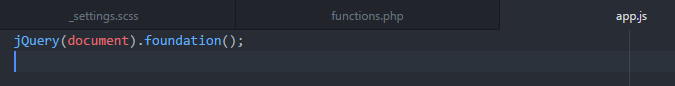 _settings.scss functions.php app.js
jQuery(document).foundation();